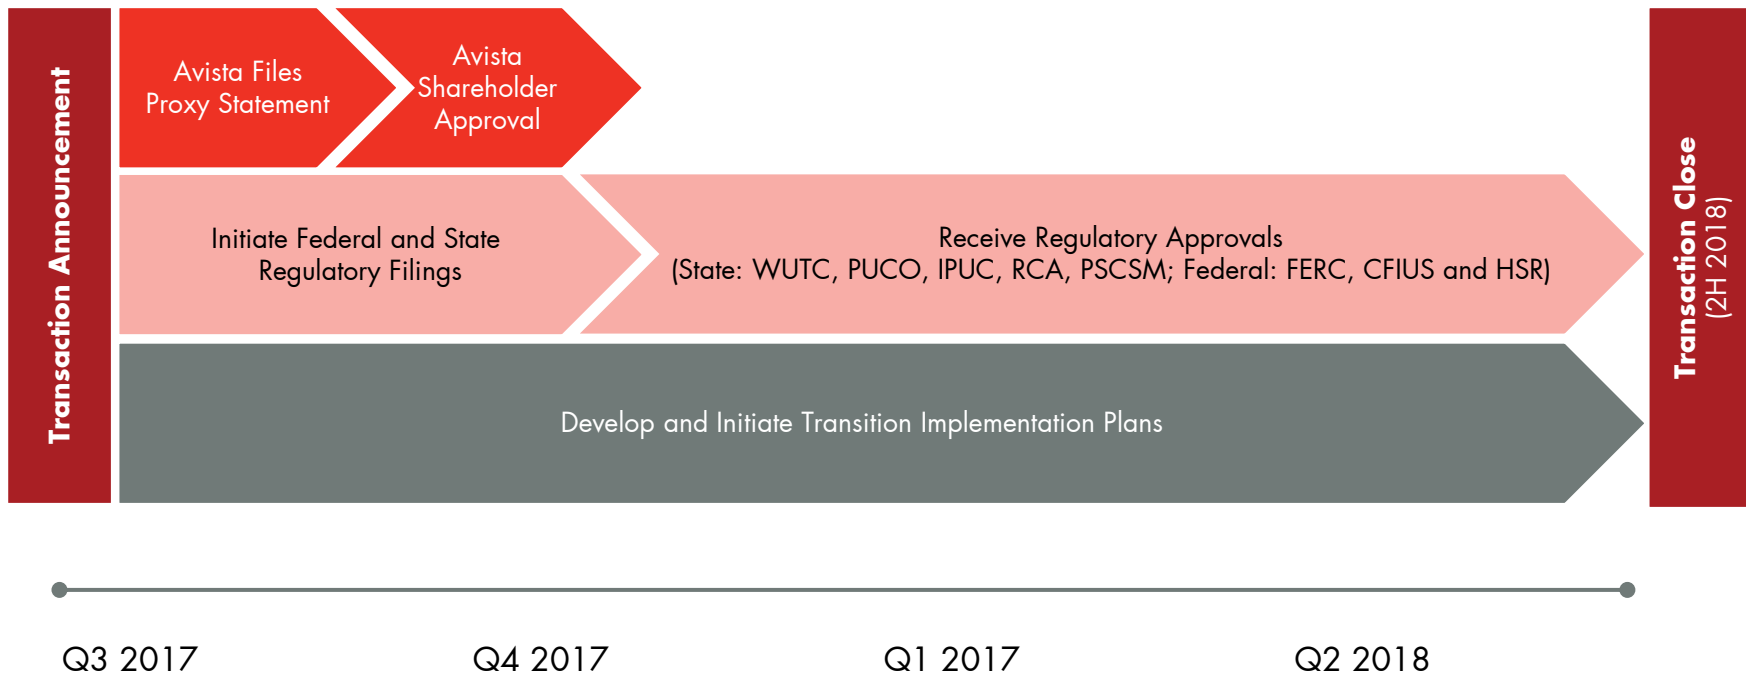 Transaction Announcement
Avista Files
Proxy Statement
Avista
Shareholder
Approval
Initiate Federal and State
Regulatory Filings
Receive Regulatory Approvals
(State: WUTC, PUCO, IPUC, RCA, PSCSM; Federal: FERC, CFIUS and HSR)
Develop and Initiate Transition Implementation Plans
Transaction Close
(2H 2018)
Q3 2017
Q4 2017
Q1 2017
Q2 2018